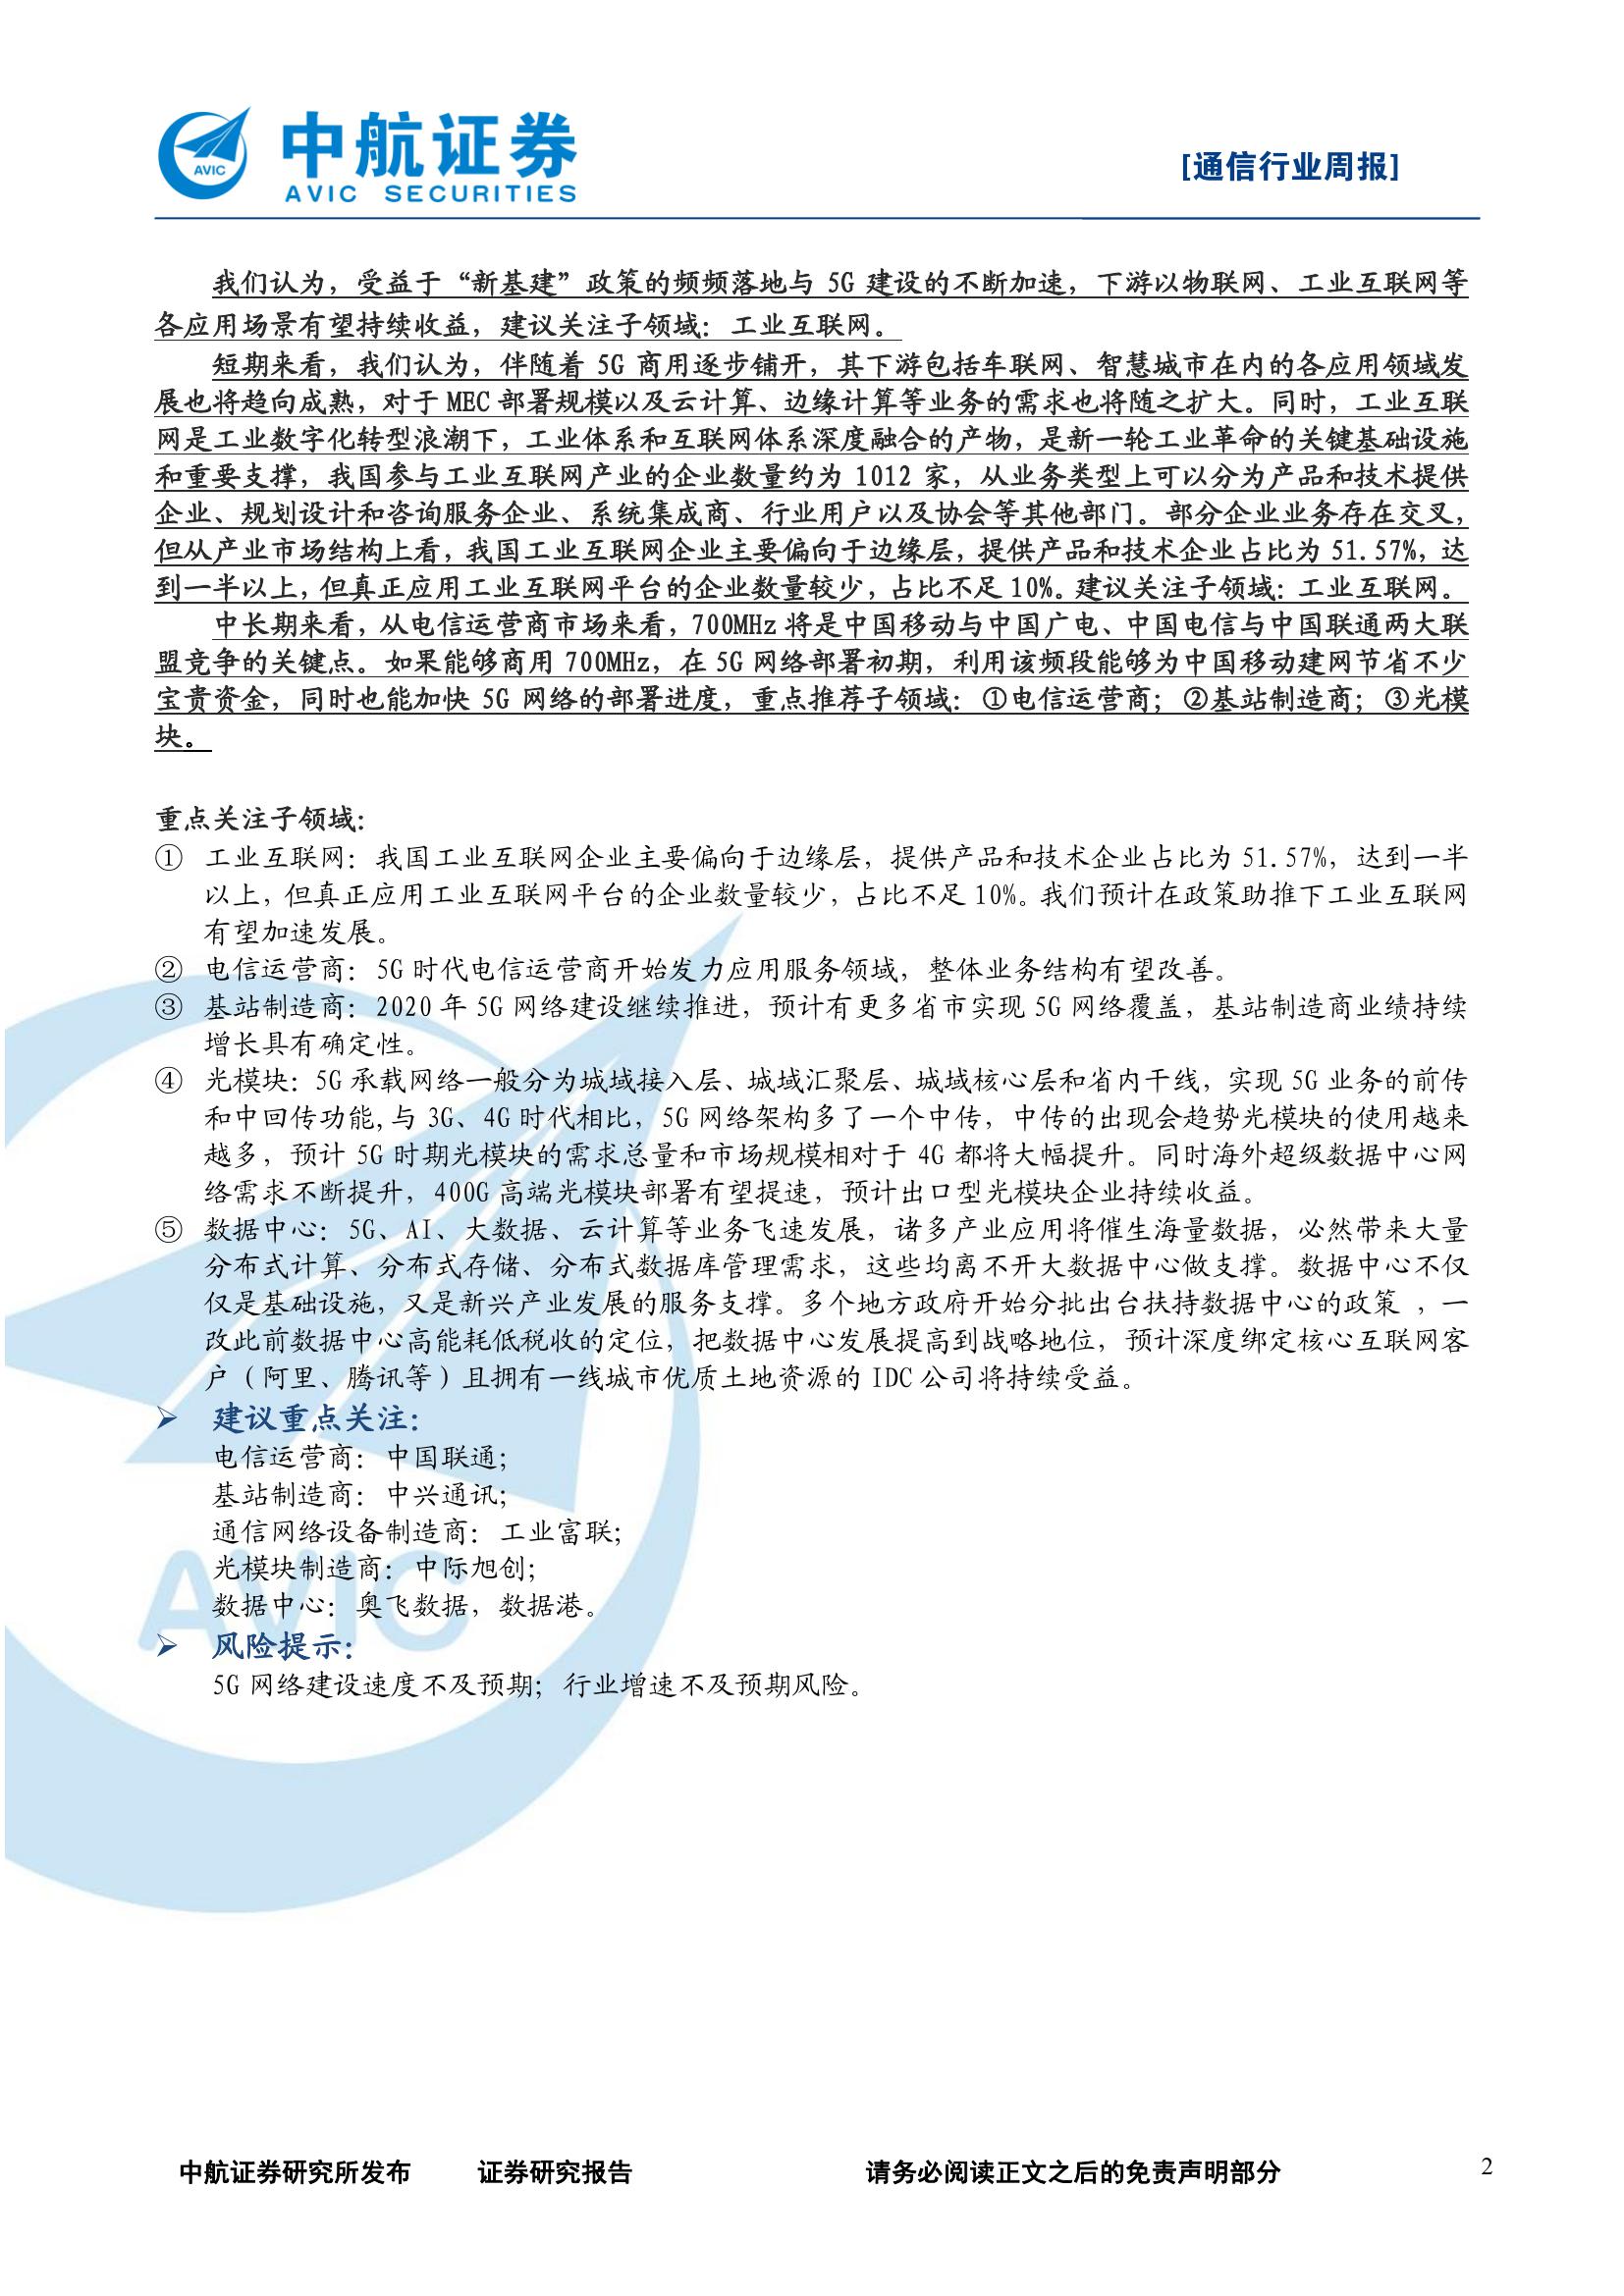 AVIC
中航证券
AVIC SECURITIES
[通信行业周报]
我们认为，受益于“新基建”政策的频频落地与 5G 建设的不断加速，下游以物联网、工业互联网等
各应用场景有望持续收益，建议关注子领域：工业互联网。
短期来看，我们认为，伴随着 5G 商用逐步铺开，其下游包括车联网、智慧城市在内的各应用领域发
展也将趋向成熟，对于 MEC 部署规模以及云计算、边缘计算等业务的需求也将随之扩大。同时，工业互联
网是工业数字化转型浪潮下，工业体系和互联网体系深度融合的产物，是新一轮工业革命的关键基础设施
和重要支撑，我国参与工业互联网产业的企业数量约为 1012 家，从业务类型上可以分为产品和技术提供
企业、规划设计和咨询服务企业、系统集成商、行业用户以及协会等其他部门。部分企业业务存在交叉，
但从产业市场结构上看，我国工业互联网企业主要偏向于边缘层，提供产品和技术企业占比为 51.57%，达
到一半以上，但真正应用工业互联网平台的企业数量较少，占比不足 10%。建议关注子领域：工业互联网。
中长期来看，从电信运营商市场来看，700MHz 将是中国移动与中国广电、中国电信与中国联通两大联
盟竞争的关键点。如果能够商用 700MHz，在 5G 网络部署初期，利用该频段能够为中国移动建网节省不少
宝贵资金，同时也能加快 5G 网络的部署进度，重点推荐子领域：①电信运营商；②基站制造商；③光模
块。
重点关注子领域：
① 工业互联网：我国工业互联网企业主要偏向于边缘层，提供产品和技术企业占比为 51.57%，达到一半
以上，但真正应用工业互联网平台的企业数量较少，占比不足 10%。我们预计在政策助推下工业互联网
有望加速发展。
② 电信运营商：5G 时代电信运营商开始发力应用服务领域，整体业务结构有望改善。
③ 基站制造商：2020 年 5G 网络建设继续推进，预计有更多省市实现 5G 网络覆盖，基站制造商业绩持续
增长具有确定性。
④ 光模块：5G 承载网络一般分为城域接入层、城域汇聚层、城域核心层和省内干线，实现 5G 业务的前传
和中回传功能,与 3G、4G 时代相比，5G 网络架构多了一个中传，中传的出现会趋势光模块的使用越来
越多，预计 5G 时期光模块的需求总量和市场规模相对于 4G 都将大幅提升。同时海外超级数据中心网
络需求不断提升，400G 高端光模块部署有望提速，预计出口型光模块企业持续收益。
⑤ 数据中心：5G、AI、大数据、云计算等业务飞速发展，诸多产业应用将催生海量数据，必然带来大量
分布式计算、分布式存储、分布式数据库管理需求，这些均离不开大数据中心做支撑。数据中心不仅
仅是基础设施，又是新兴产业发展的服务支撑。多个地方政府开始分批出台扶持数据中心的政策 ，一
改此前数据中心高能耗低税收的定位，把数据中心发展提高到战略地位，预计深度绑定核心互联网客
户（阿里、腾讯等）且拥有一线城市优质土地资源的 IDC 公司将持续受益。
➢ 建议重点关注：
电信运营商：中国联通；
基站制造商：中兴通讯；
通信网络设备制造商：工业富联；
光模块制造商：中际旭创；
数据中心：奥飞数据，数据港。
➢ 风险提示：
5G 网络建设速度不及预期；行业增速不及预期风险。
AVIC
中航证券研究所发布 证券研究报告 请务必阅读正文之后的免责声明部分 2